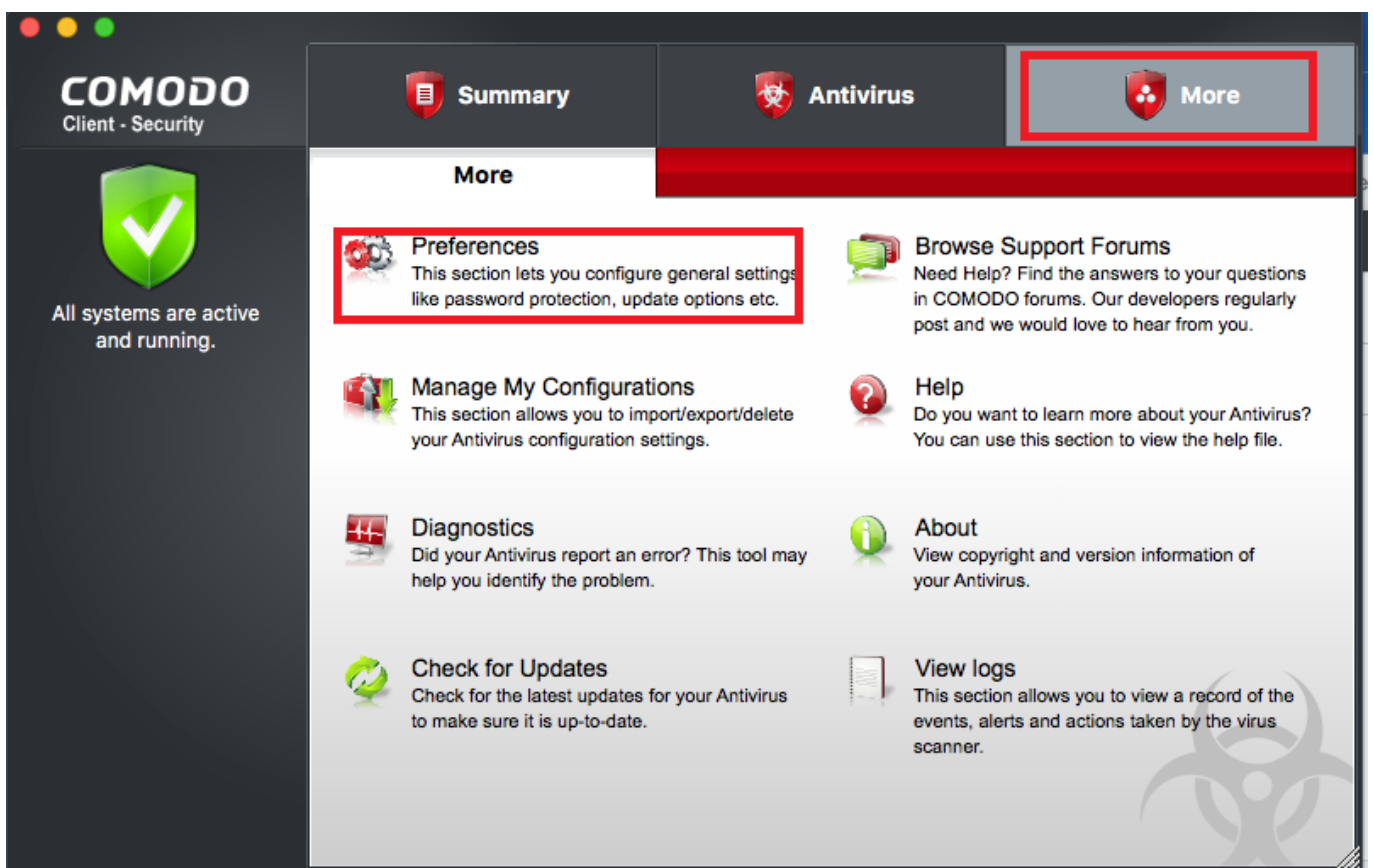 COMODO
Client - Security
Summary
Antivirus
More
More
All systems are active
and running.
Preferences
This section lets you configure general settings
like password protection, update options etc.
Browse Support Forums
Need Help? Find the answers to your questions
in COMODO forums. Our developers regularly
post and we would love to hear from you.
Manage My Configurations
This section allows you to import/export/delete
your Antivirus configuration settings.
Help
Do you want to learn more about your Antivirus?
You can use this section to view the help file.
Diagnostics
Did your Antivirus report an error? This tool may
help you identify the problem.
About
View copyright and version information of
your Antivirus.
Check for Updates
Check for the latest updates for your Antivirus
to make sure it is up-to-date.
View logs
This section allows you to view a record of the
events, alerts and actions taken by the virus
scanner.